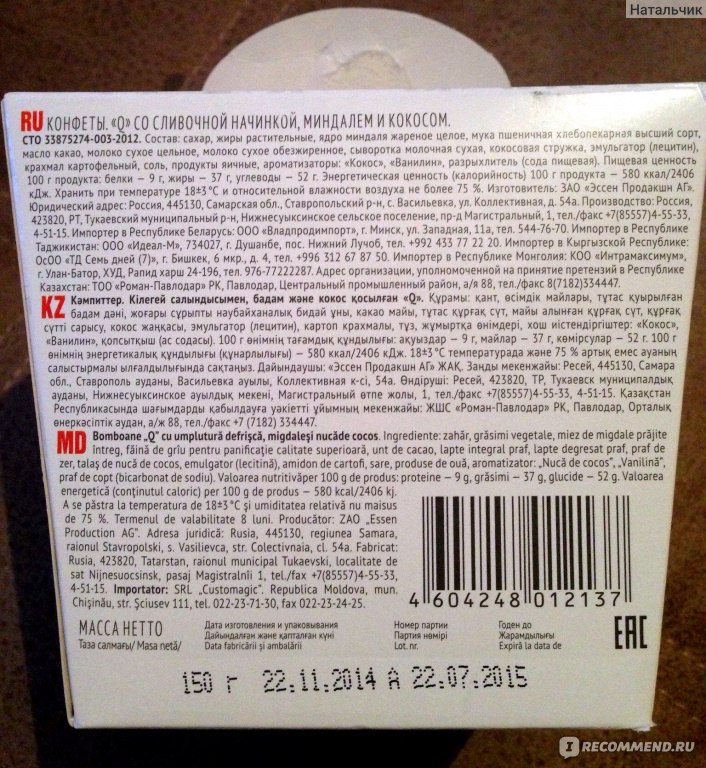 Натальчик
RU КОНФЕТЫ. «Q» СО СЛИВОЧНОЙ НАЧИНКОЙ, МИНДАЛЕМ И КОКОСОМ.
СТО 33875274-003-2012. Состав: сахар, жиры растительные, ядро миндаля жареное целое, мука пшеничная хлебопекарная высший сорт,
масло какао, молоко сухое цельное, молоко сухое обезжиренное, сыворотка молочная сухая, кокосовая стружка, эмульгатор (лецитин),
крахмал картофельный, соль, продукты яичные, ароматизаторы: «Кокос», «Ванилин», разрыхлитель (сода пищевая). Пищевая ценность
100 г продукта: белки – 9 г, жиры — 37 г, углеводы – 52 г. Энергетическая ценность (калорийность) 100 г продукта – 580 ккал/2406
кДж. Хранить при температуре 18±3°С и относительной влажности воздуха не более 75 %. Изготовитель: ЗАО «Эссен Продакшн АГ».
Юридический адрес: Россия, 445130, Самарская обл., Ставропольский р-н, с. Васильевка, ул. Коллективная, д. 54а. Производство: Россия,
423820, РТ, Тукаевский муниципальный р-н, Нижнесуыксинское сельское поселение, пр-д Магистральный, 1, тел./факс +7(85557)4-55-33,
4-51-15. Импортер в Республике Беларусь: ООО «Владпродимпорт», г. Минск, ул. Западная, 11а, тел. 544-76-70. Импортер в Республике
Таджикистан: ООО «Идеал-М», 734027, г. Душанбе, пос. Нижний Лучоб, тел. +992 433 77 22 20. Импортер в Кыргызской Республике:
ОсОО «ТД Семь дней (7)», г. Бишкек, 6 мкр., д. 4, тел. +996 312 67 87 50. Импортер в Республике Монголия: КОО «Интрамаксимум»,
г. Улан-Батор, ХУД, Рапид харш 24-196, тел. 976-77222287. Адрес организации, уполномоченной на принятие претензий в Республике
Казахстан: ТОО «Роман-Павлодар» РК, Павлодар, Центральный промрайон, а/я 88, тел./факс 8(7182)334447.
KZ Кәмпиттер. Кілегей салындысымен, бадам және кокос қосылған «Q». Құрамы: қант, өсімдік майлары, тұтас қуырылған
бадам дәні, жоғары сұрыпты наубайханалық бидай ұны, какао майы, тұтас құрғақ сүт, майы алынған құрғақ сүт, құрғақ
сүтті сарысу, кокос жаңқасы, эмульгатор (лецитин), картоп крахмалы, тұз, жұмыртқа өнімдері, хош істендіргіштер: «Кокос»,
«Ванилин», қопсытқыш (ас содасы). 100 г өнімнің тағамдық құндылығы: ақуыздар — 9 г, майлар — 37 г, көмірсулар — 52 г. 100 г
өнімнің энергетикалық құндылығы (құнарлылығы) — 580 ккал/2406 кДж. 18±3°С температурада және 75 % артық емес ауаның
салыстырмалы ылғалдылығында сақтаңыз. Дайындаушы: «Эссен Продакшн АГ» ЖАҚ, Заңды мекенжайы: Ресей, 445130, Самара
обл., Ставрополь ауданы, Васильевка ауылы, Коллективная к-сі, 54а. Өндіруші: Ресей, 423820, ТР, Тукаевск муниципалдық
ауданы, Нижнесуыксинское ауылдық мекені, Магистральный өтпе жолы, 1, тел./факс +7(85557)4-55-33, 4-51-15. Қазақстан
Республикасында шағымдарды қабылдауға уәкіетті ұйымның мекенжайы: ЖШС «Роман-Павлодар» РК, Павлодар, Орталық
өнеркәсіптік аудан, а/ж 88, тел./факс +7 (7182) 334447.
MD Bomboane „Q” cu umplutură defrișcă, migdaleși nucăde cocos. Ingrediente: zahăr, grăsimi vegetale, miez de migdale prăjite
întreg, făină de grîu pentru panificație calitate superioară, unt de cacao, lapte integral praf, lapte degresat praf, praf de
zer, talaș de nucă de cocos, emulgator (lecitină), amidon de cartofi, sare, produse de ouă, aromatizator: „Nucă de cocos”, „Vanilină”,
praf de copt (bicarbonat de sodiu). Valoarea nutritivăper 100 g de produs: proteine – 9 g, grăsimi – 37 g, glucide – 52 g. Valoarea
energetică (conținutul caloric) per 100 g de produs — 580 kcal/2406 kj.
A se păstra la temperatura de 18±3 °C și umiditatea relativă nu maisus
de 75 %. Termenul de valabilitate 8 luni. Producător: ZAO „Essen
Production AG”. Adresa juridică: Rusia, 445130, regiunea Samara,
raionul Stavropolski, s. Vasilievca, str. Colectivnaia, cl. 54a. Fabricat:
Rusia, 423820, Tatarstan, raionul municipal Tukaevski, localitatea de
sat Nijnesuocsinsk, pasaj Magistralnîi 1, tel./fax +7(85557)4-55-33,
4-51-15. Importator: SRL „Customagic”. Republica Moldova, mun.
Chișinău, str. Șciusev 111, tel. 022-23-71-30, fax 022-23-24-25.
4 604248 012137
МАССА НЕТТО Дата изготовления и упаковывания Номер партии Годен до
Таза салмағы/ Masa netă/ Дайындалған және қапталған күні Партия нөмірі Жарамдылығы
Data fabricării și ambalării Lot. nr. Expiră la data de
EAC
150 г 22.11.2014 А 22.07.2015
IRECOMMEND.RU